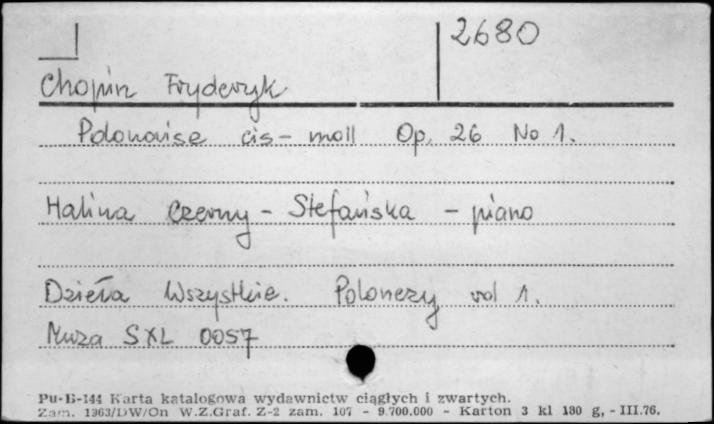 2680
Chopin Fryderyk
Polonaise cis-moll Op. 26 No 1.
Halina Czerny-Stefańska - piano
Dzieła Wszystkie. Polonezy vol 1.
Muza SXL 0057
Pu-B-144 Karta katalogowa wydawnictw ciągłych i zwartych.
Zam. 1363/DW/On W.Z.Graf. Z-2 zam. 107 - 9.700.000 - Karton 3 kl 180 g, - III.76.